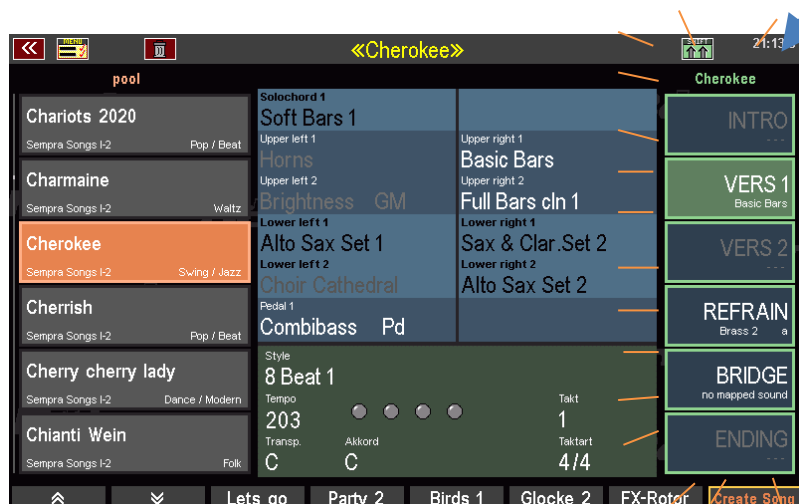 MENU
«Cherokee»
SHIFT
21:13
pool
Cherokee
Chariots 2020
Sempra Songs I-2 Pop / Beat
Charmaine
Sempra Songs I-2 Waltz
Cherokee
Sempra Songs I-2 Swing / Jazz
Cherrish
Sempra Songs I-2 Pop / Beat
Cherry cherry lady
Sempra Songs I-2 Dance / Modern
Chianti Wein
Sempra Songs I-2 Folk
Solochord 1
Soft Bars 1
Upper left 1
Horns
Upper right 1
Basic Bars
Upper left 2
Brightness GM
Upper right 2
Full Bars cln 1
Lower left 1
Alto Sax Set 1
Lower right 1
Sax & Clar.Set 2
Lower left 2
Choir Cathedral
Lower right 2
Alto Sax Set 2
Pedal 1
Combibass Pd
Style
8 Beat 1
Tempo
203
Takt
1
Transp.
C
Akkord
C
Taktart
4/4
INTRO
---
VERS 1
Basic Bars
VERS 2
---
REFRAIN
Brass 2 a
BRIDGE
no mapped sound
ENDING
---
Lets go Party 2 Birds 1 Glocke 2 FX-Rotor Create Song